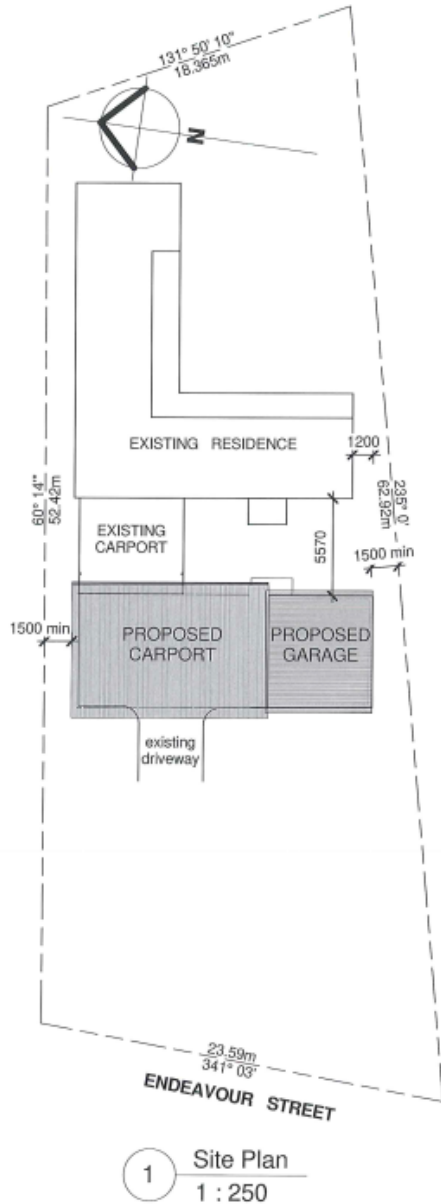 131° 50' 10"
18.365m
N
EXISTING RESIDENCE
1200
60° 14'"
52.42m
235° 0'
62.92m
EXISTING
CARPORT
5570
1500 min
1500 min
PROPOSED
CARPORT
PROPOSED
GARAGE
existing
driveway
23.59m
341° 03'
ENDEAVOUR STREET
1
Site Plan
1 : 250